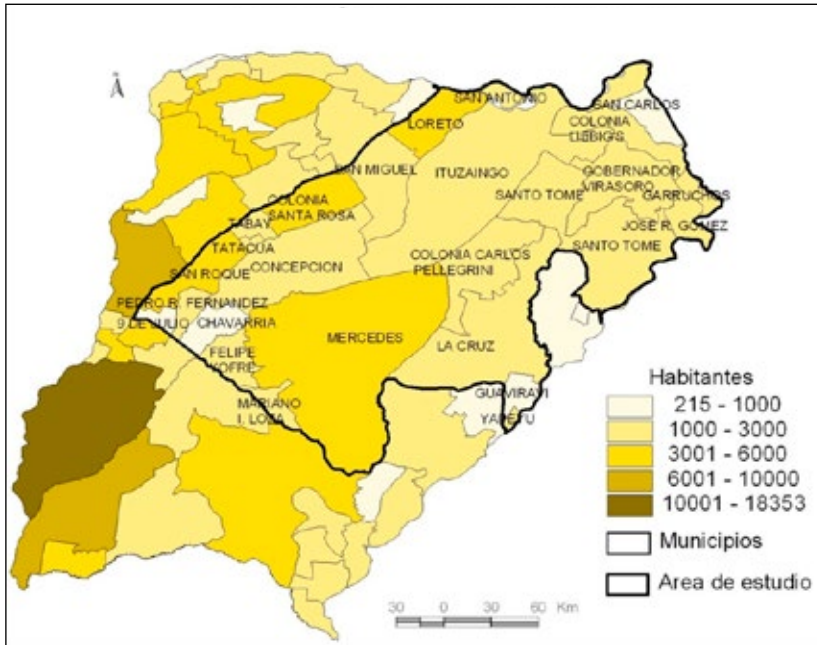 SAN ANTONIO
SAN CARLOS
LORETO
COLONIA
LIEBIG'S
SAN MIGUEL
ITUZAINGO
GOBERNADOR
VIRASORO
SANTO TOME
GARRUCHOS
COLONIA
SANTA ROSA
TABAY
JOSE R. GOMEZ
TATACUA
SANTO TOME
CONCEPCION
COLONIA CARLOS
PELLEGRINI
SAN ROQUE
PEDRO R.
FERNANDEZ
9 DE JULIO
CHAVARRIA
MERCEDES
LA CRUZ
FELIPE
YOFRE
GUAVIRAVI
MARIANO
I. LOZA
YAPEYU
Habitantes
215 - 1000
1000 - 3000
3001 - 6000
6001 - 10000
10001 - 18353
Municipios
Area de estudio
30 0 30 60 Km